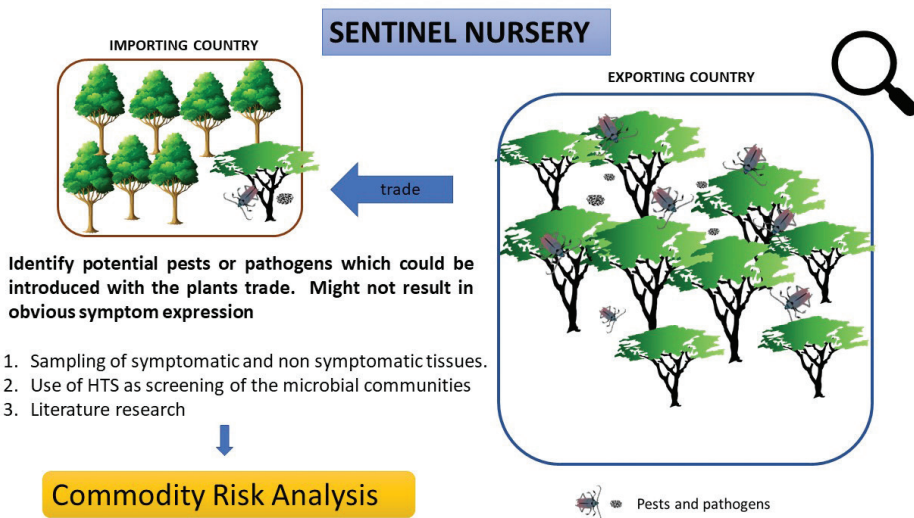 SENTINEL NURSERY
IMPORTING COUNTRY
EXPORTING COUNTRY
trade
Identify potential pests or pathogens which could be
introduced with the plants trade. Might not result in
obvious symptom expression
1. Sampling of symptomatic and non symptomatic tissues.
2. Use of HTS as screening of the microbial communities
3. Literature research
Commodity Risk Analysis
Pests and pathogens